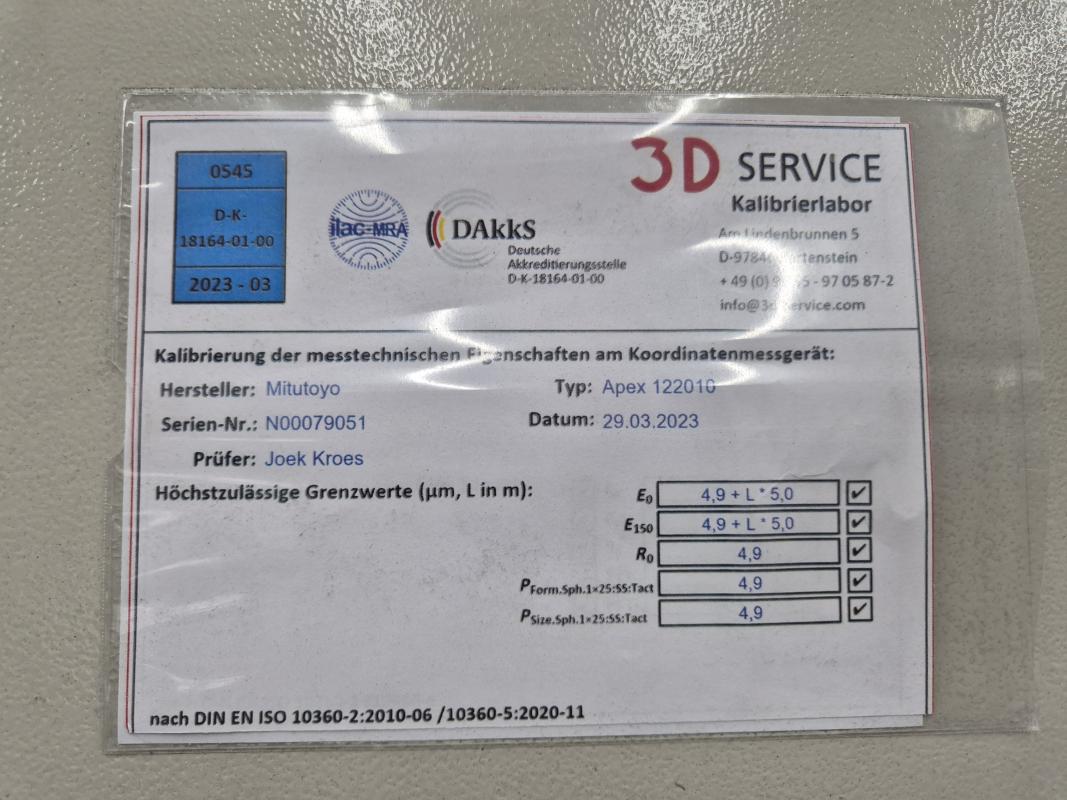 0545
D-K-
18164-01-00
2023 - 03
ilac-MRA
DAkkS
Deutsche
Akkreditierungsstelle
D-K-18164-01-00
3D SERVICE
Kalibrierlabor
Am Lindenbrunnen 5
+ 49 (0) - 97 05 87-2
Kalibrierung der messtechnischen Eigenschaften am Koordinatenmessgerät:
Hersteller: Mitutoyo Typ: Apex 122010
Serien-Nr.: N00079051 Datum: 29.03.2023
Prüfer: Joek Kroes
Höchstzulässige Grenzwerte (µm, L in m):
E0 4,9 + L * 5,0 ✔
E150 4,9 + L * 5,0 ✔
R0 4,9 ✔
PForm.Sph.1×25:SS:Tact 4,9 ✔
PSize.Sph.1×25:SS:Tact 4,9 ✔
nach DIN EN ISO 10360-2:2010-06 /10360-5:2020-11